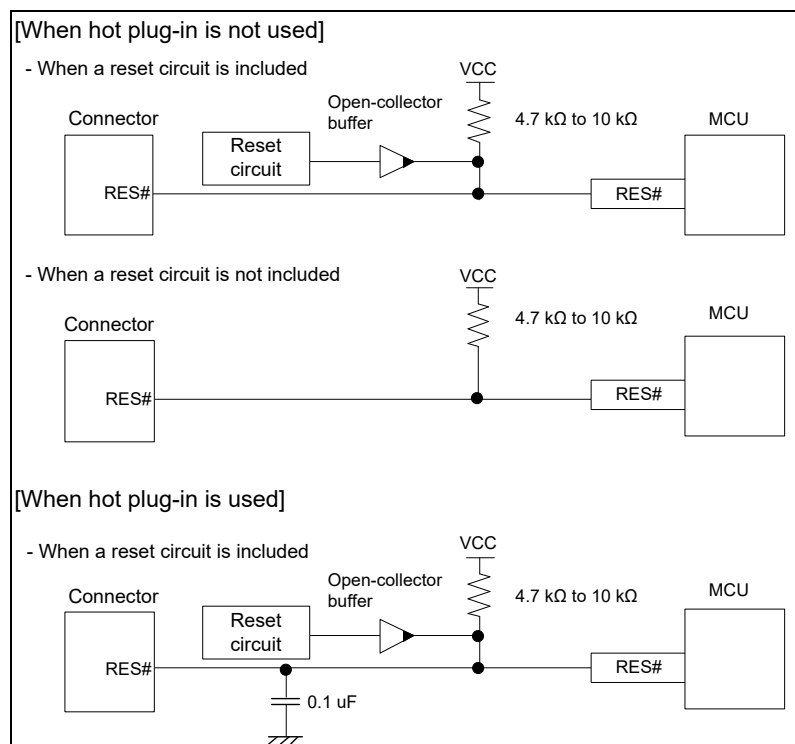 [When hot plug-in is not used]
- When a reset circuit is included
VCC
Open-collector
buffer
4.7 kΩ to 10 kΩ
Connector
MCU
Reset
circuit
RES#
RES#
- When a reset circuit is not included
VCC
4.7 kΩ to 10 kΩ
MCU
Connector
RES#
RES#
[When hot plug-in is used]
- When a reset circuit is included
VCC
Open-collector
buffer
4.7 kΩ to 10 kΩ
MCU
Connector
Reset
circuit
RES#
RES#
0.1 uF